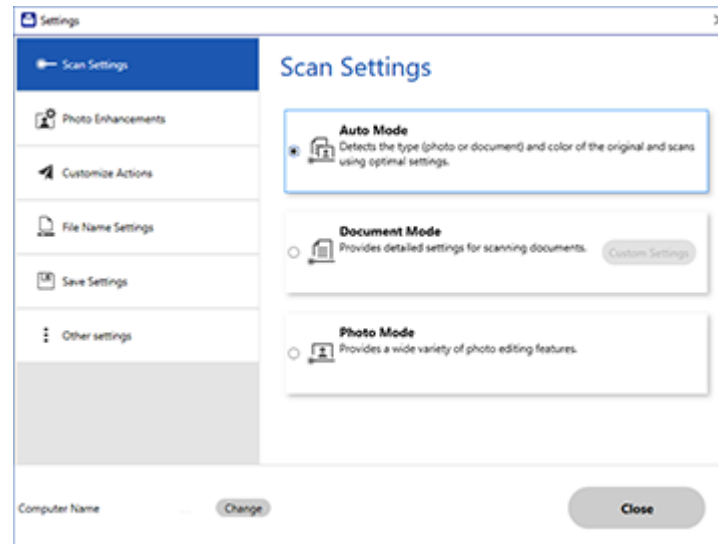 Settings
Scan Settings
Photo Enhancements
Customize Actions
File Name Settings
Save Settings
Other settings
Scan Settings
Auto Mode
Detects the type (photo or document) and color of the original and scans
using optimal settings.
Document Mode
Provides detailed settings for scanning documents.
Custom Settings
Photo Mode
Provides a wide variety of photo editing features.
Computer Name
Change
Close